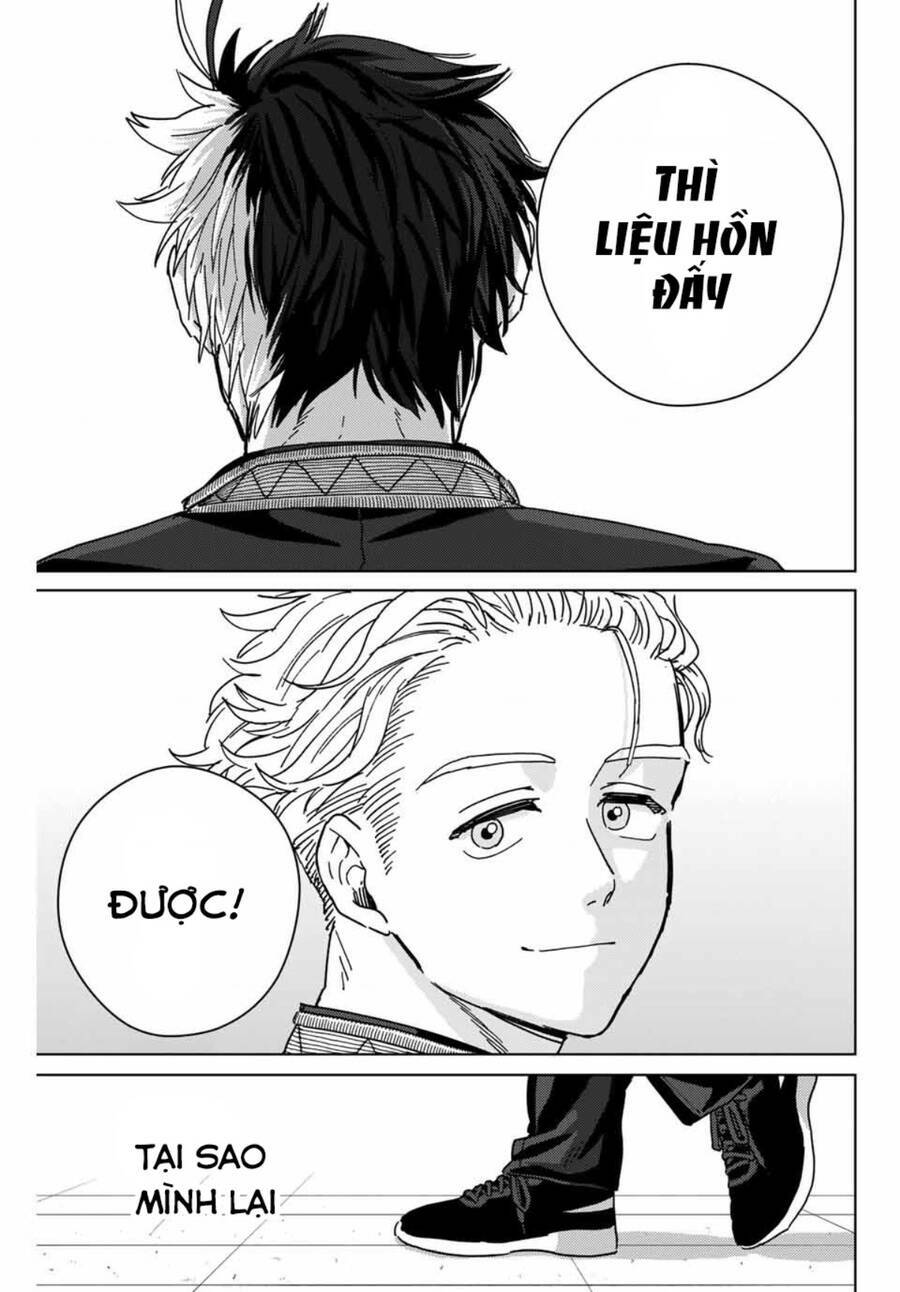 THÌ
LIỆU HỒN
ĐẤY
ĐƯỢC!
TẠI SAO
MÌNH LẠI